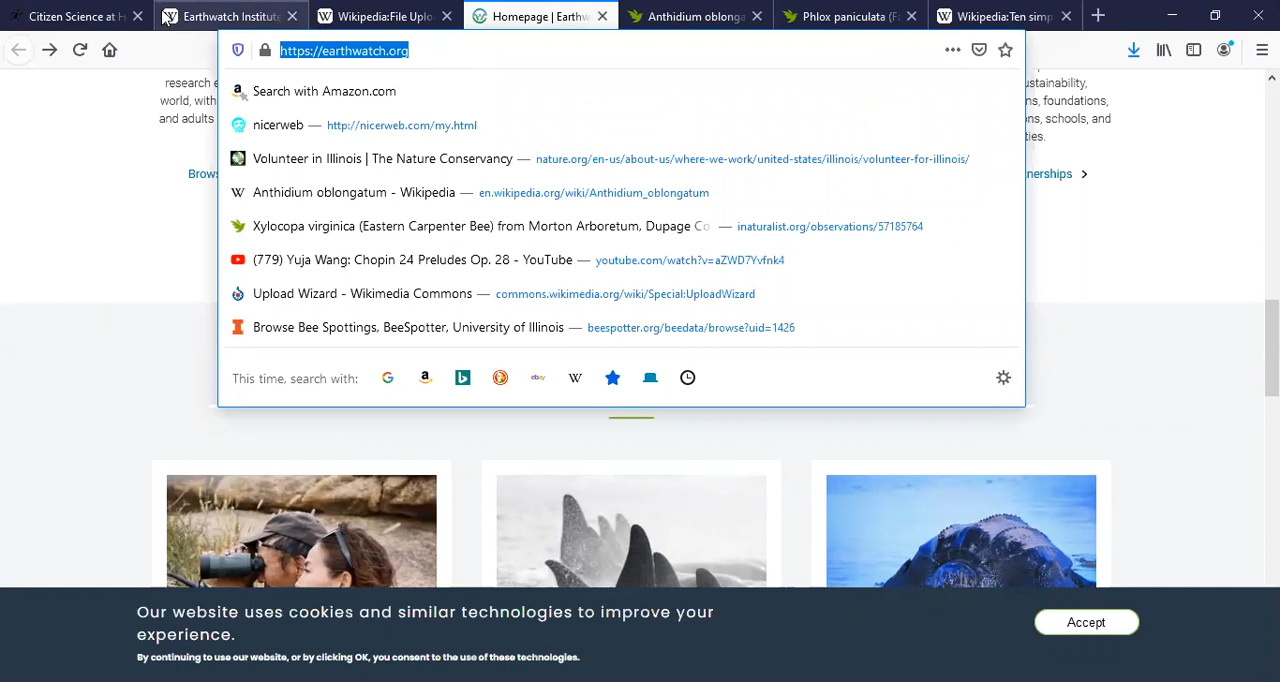 Citizen Science at H
Earthwatch Institute
Wikipedia:File Uplo
Homepage | Earthw
Anthidium oblonga
Phlox paniculata (F
Wikipedia:Ten simp
https://earthwatch.org
Search with Amazon.com
nicerweb — http://nicerweb.com/my.html
Volunteer in Illinois | The Nature Conservancy — nature.org/en-us/about-us/where-we-work/united-states/illinois/volunteer-for-illinois/
Anthidium oblongatum - Wikipedia — en.wikipedia.org/wiki/Anthidium_oblongatum
Xylocopa virginica (Eastern Carpenter Bee) from Morton Arboretum, Dupage Co — inaturalist.org/observations/57185764
(779) Yuja Wang: Chopin 24 Preludes Op. 28 - YouTube — youtube.com/watch?v=aZWD7Yvfnk4
Upload Wizard - Wikimedia Commons — commons.wikimedia.org/wiki/Special:UploadWizard
Browse Bee Spottings, BeeSpotter, University of Illinois — beespotter.org/beedata/browse?uid=1426
This time, search with:
ebay
research e
world, with
and adults
Brows
ustainability,
ns, foundations,
ons, schools, and
ties.
nerships
Our website uses cookies and similar technologies to improve your
experience.
By continuing to use our website, or by clicking OK, you consent to the use of these technologies.
Accept